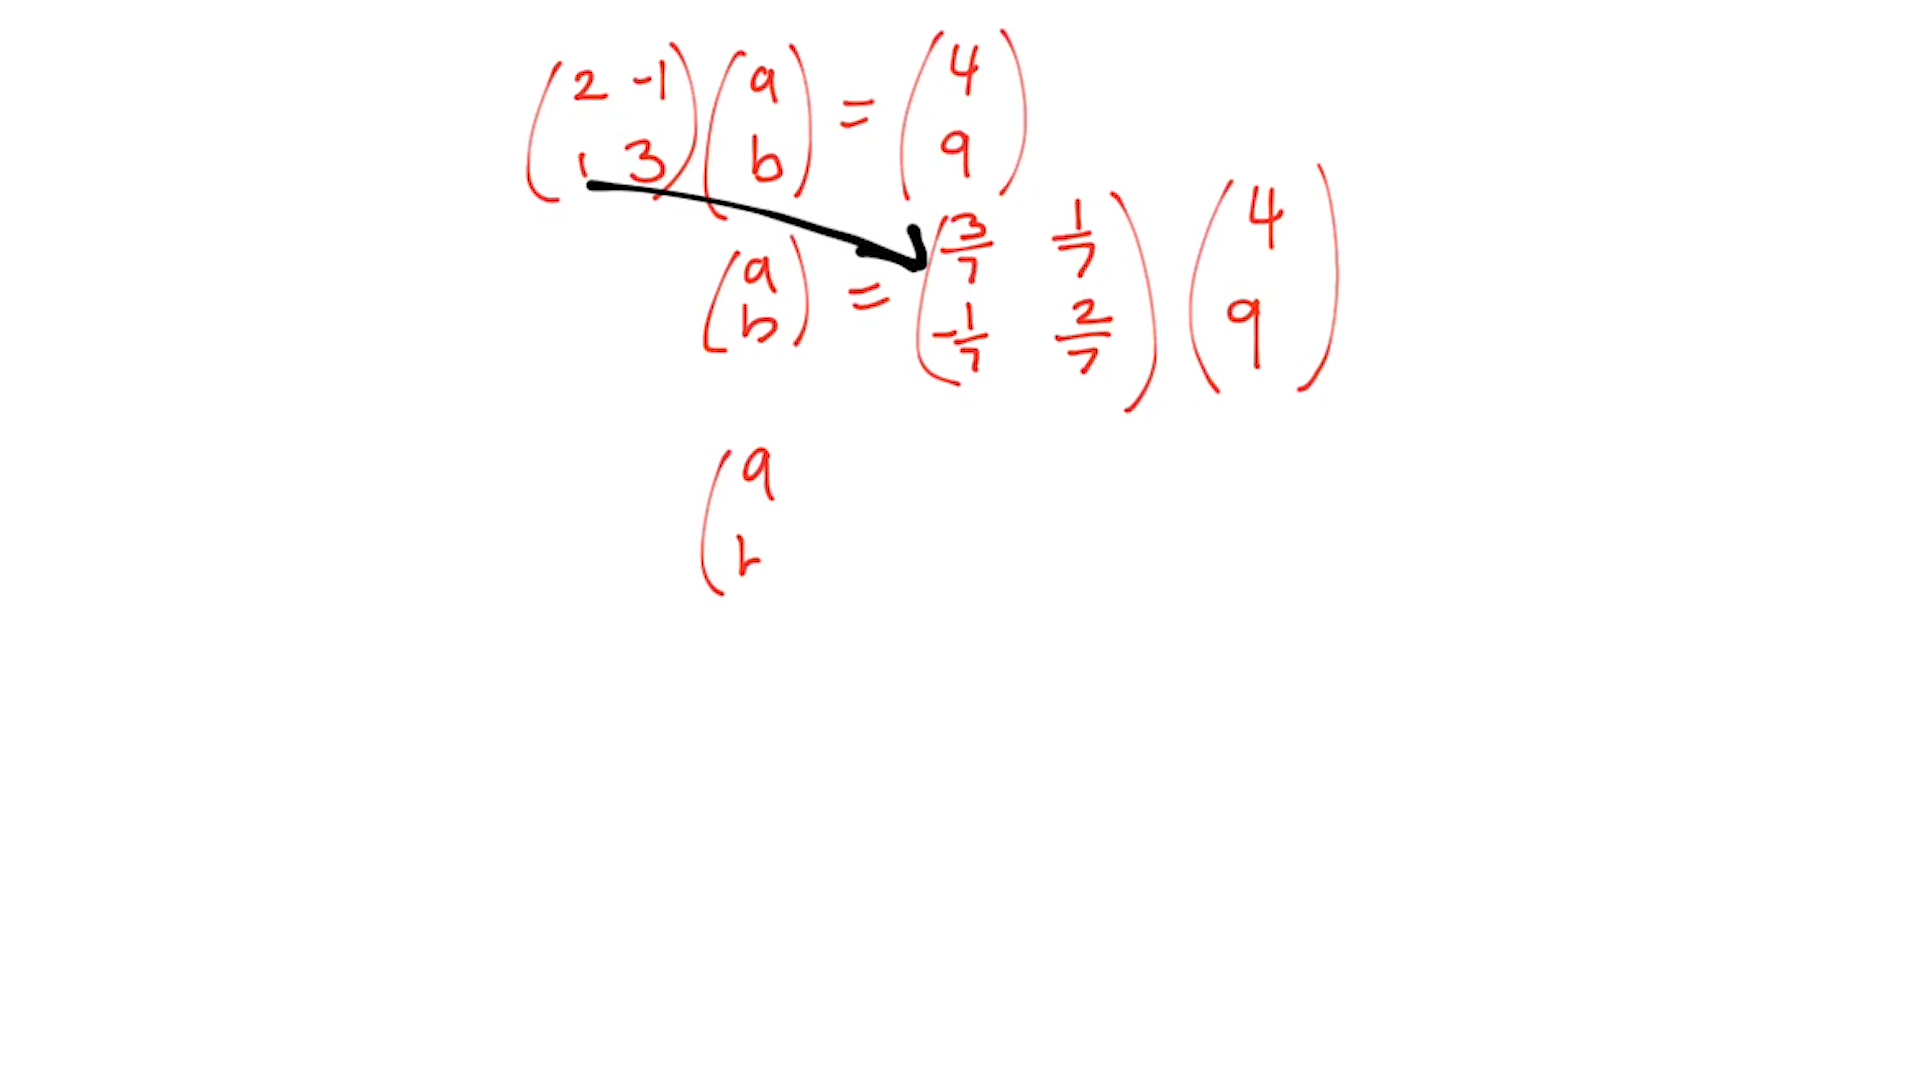 (2 -1) (a) = (4)
(1 3) (b) (9)
(a) = (3/7 1/7) (4)
(b) (-1/7 2/7) (9)
(a